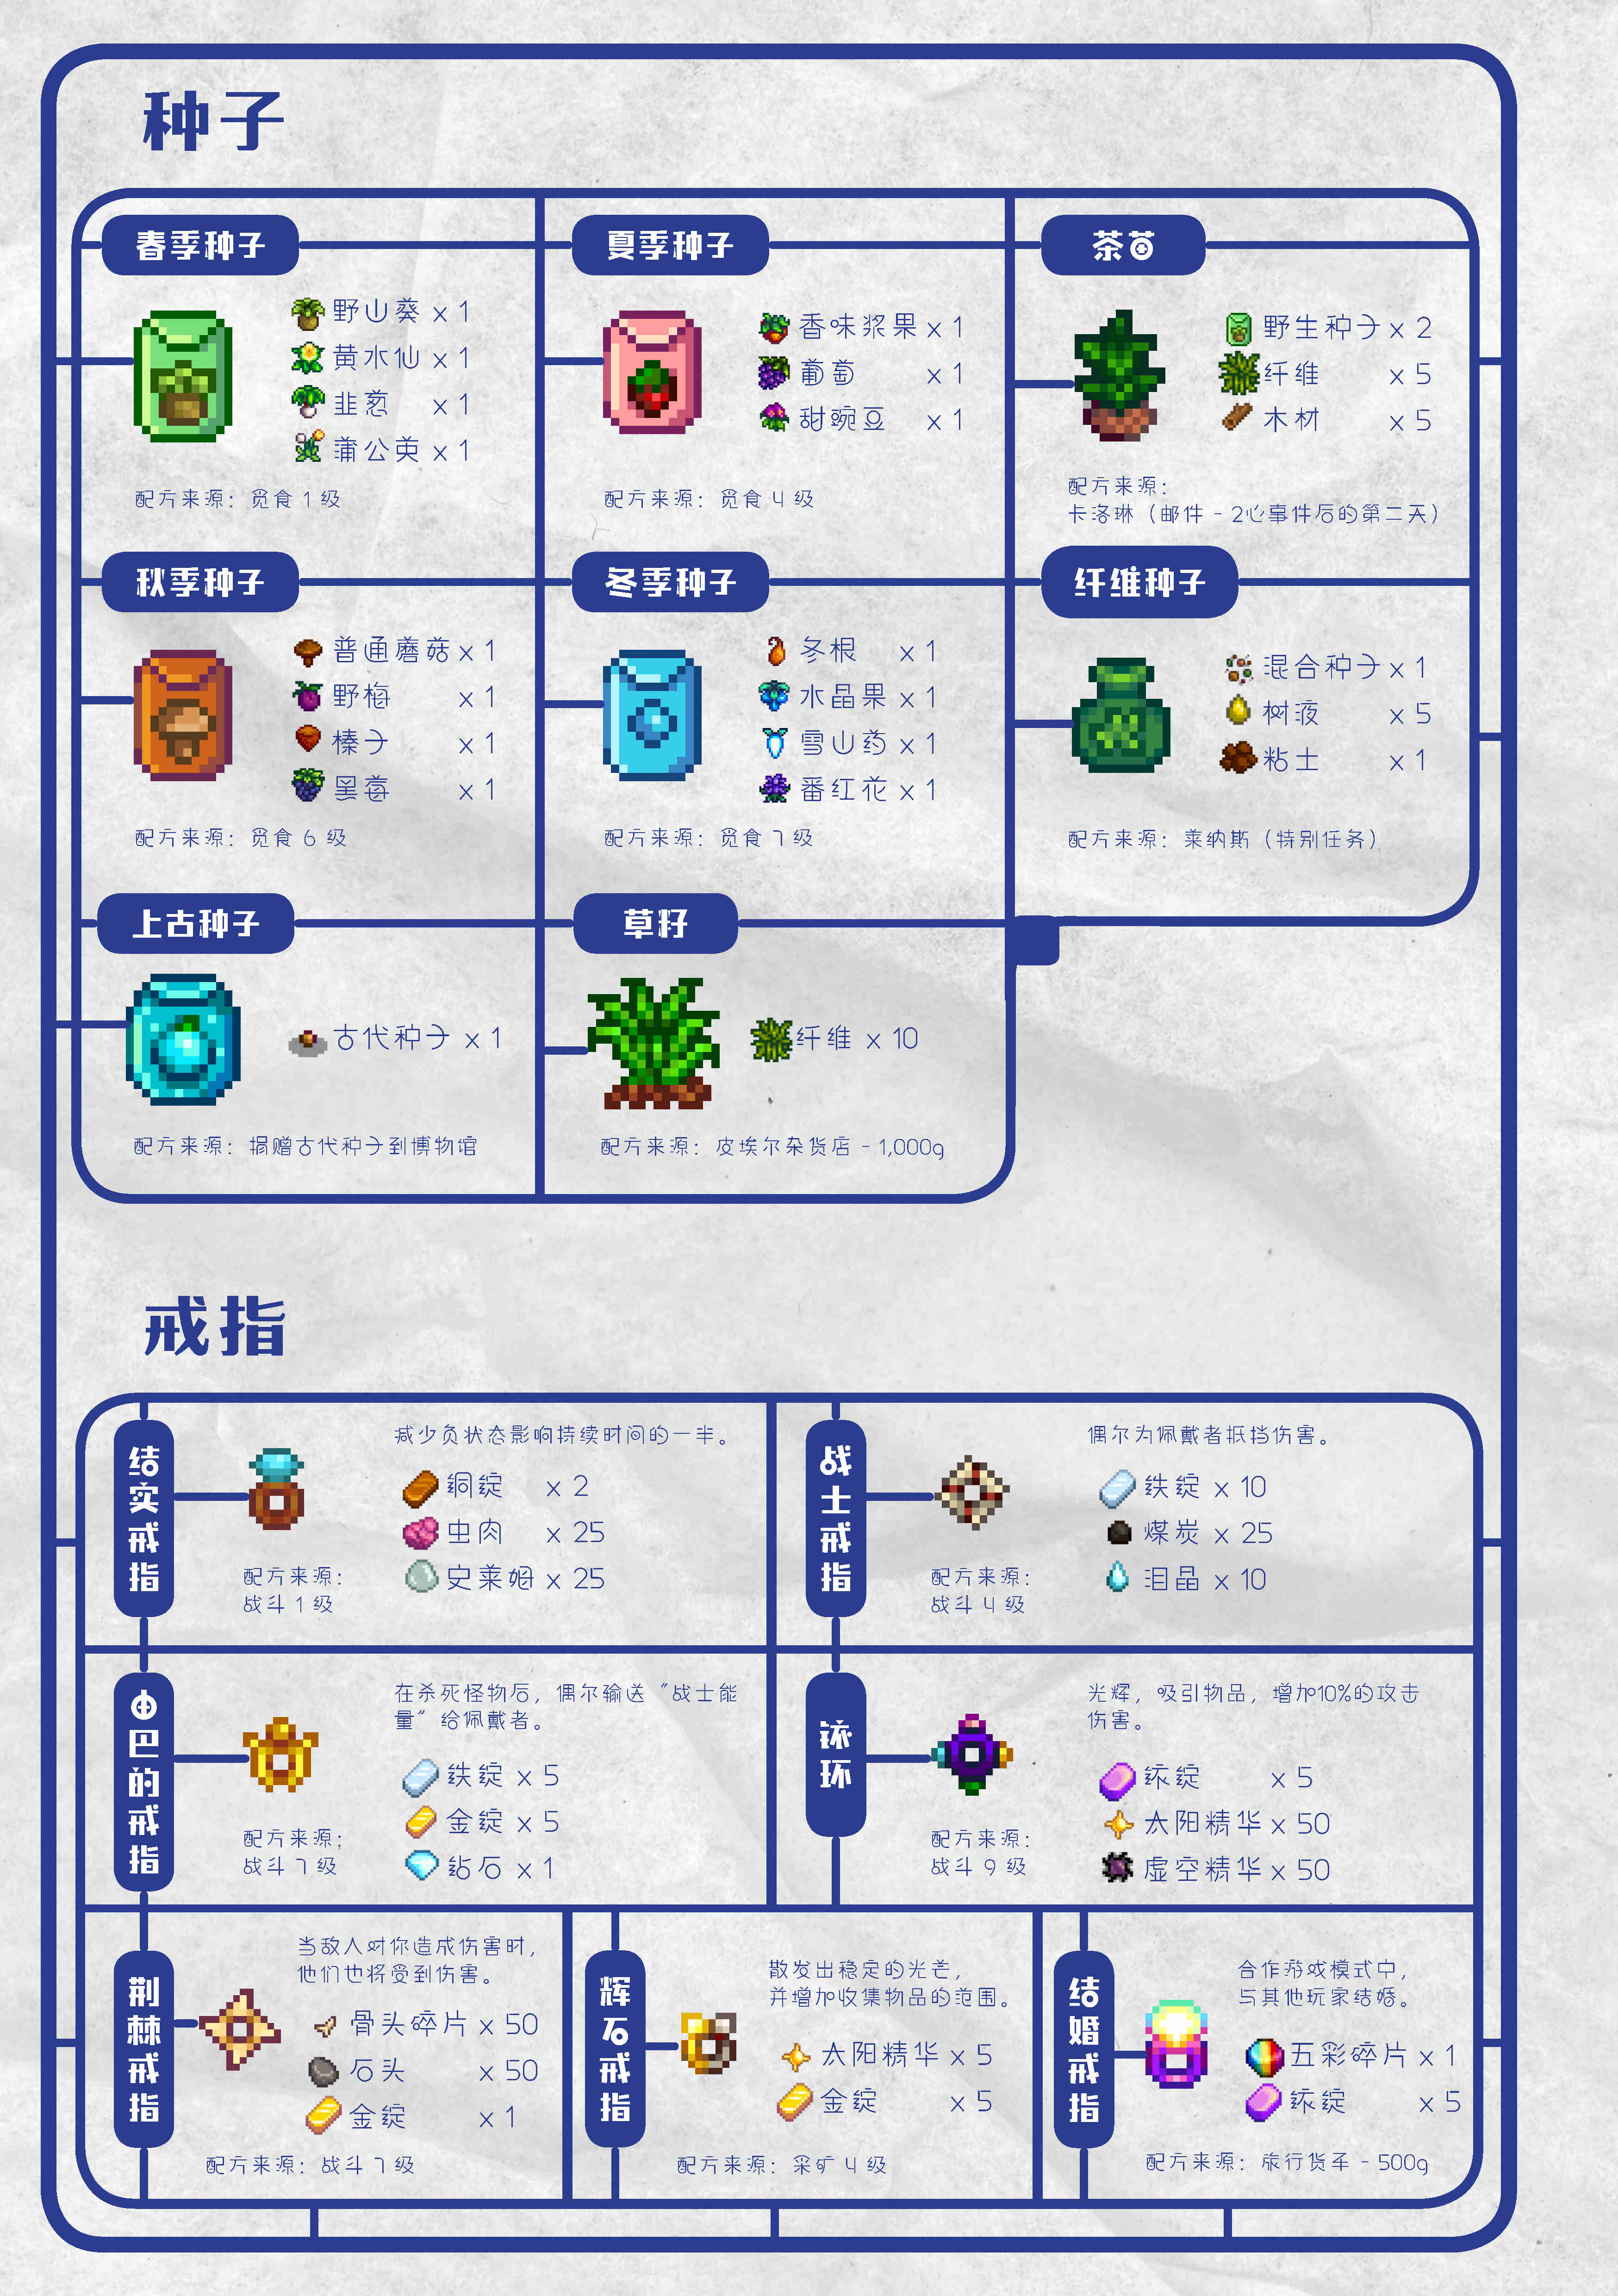 种子
春季种子
野山葵 x 1
黄水仙 x 1
韭葱 x 1
蒲公英 x 1
配方来源：觅食 1 级
夏季种子
香味浆果 x 1
葡萄 x 1
甜豌豆 x 1
配方来源：觅食 4 级
茶苗
野生种子 x 2
纤维 x 5
木材 x 5
配方来源：
卡洛琳（邮件 - 2心事件后的第二天）
秋季种子
普通蘑菇 x 1
野梅 x 1
榛子 x 1
黑莓 x 1
配方来源：觅食 6 级
冬季种子
冬根 x 1
水晶果 x 1
雪山药 x 1
番红花 x 1
配方来源：觅食 7 级
纤维种子
混合种子 x 1
树液 x 5
粘土 x 1
配方来源：莱纳斯（特别任务）
上古种子
古代种子 x 1
配方来源：捐赠古代种子到博物馆
草籽
纤维 x 10
配方来源：皮埃尔杂货店 - 1,000g
戒指
结实戒指
减少负状态影响持续时间的一半。
铜锭 x 2
虫肉 x 25
史莱姆 x 25
配方来源：
战斗 1 级
战士戒指
偶尔为佩戴者抵挡伤害。
铁锭 x 10
煤炭 x 25
泪晶 x 10
配方来源：
战斗 4 级
由巴的戒指
在杀死怪物后，偶尔输送“战士能
量”给佩戴者。
铁锭 x 5
金锭 x 5
钻石 x 1
配方来源：
战斗 7 级
铱环
光辉，吸引物品，增加10%的攻击
伤害。
铱锭 x 5
太阳精华 x 50
虚空精华 x 50
配方来源：
战斗 9 级
荆棘戒指
当敌人对你造成伤害时，
他们也将受到伤害。
骨头碎片 x 50
石头 x 50
金锭 x 1
配方来源：战斗 7 级
辉石戒指
散发出稳定的光芒，
并增加收集物品的范围。
太阳精华 x 5
金锭 x 5
配方来源：采矿 4 级
结婚戒指
合作游戏模式中，
与其他玩家结婚。
五彩碎片 x 1
铱锭 x 5
配方来源：旅行货车 - 500g